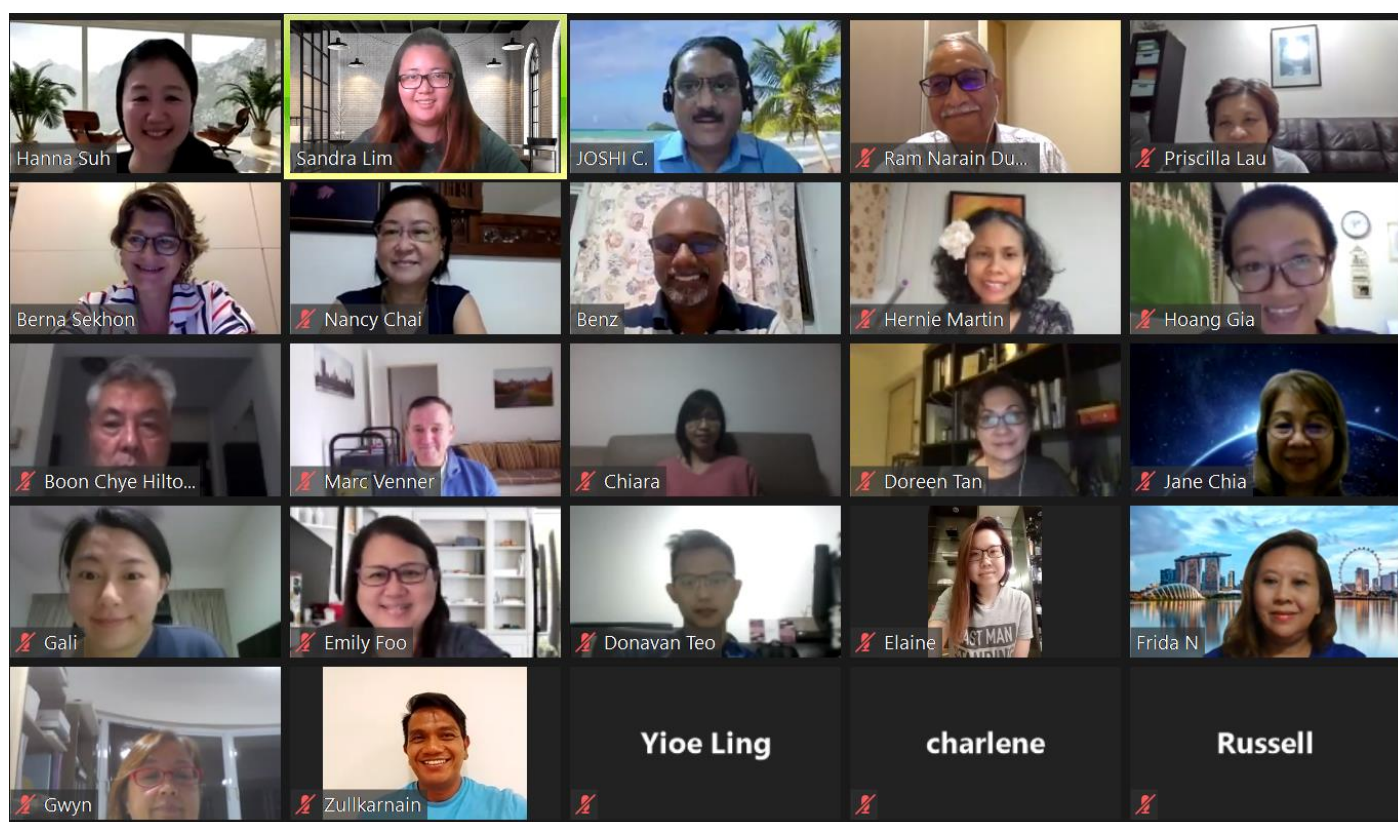 Hanna Suh
Sandra Lim
JOSHI C.
Ram Narain Du...
Priscilla Lau
Berna Sekhon
Nancy Chai
Benz
Hernie Martin
Hoang Gia
Boon Chye Hilto...
Marc Venner
Chiara
Doreen Tan
Jane Chia
Gali
Emily Foo
Donavan Teo
Elaine
AST MAN
Frida N
Gwyn
Zullkarnain
Yioe Ling
charlene
Russell